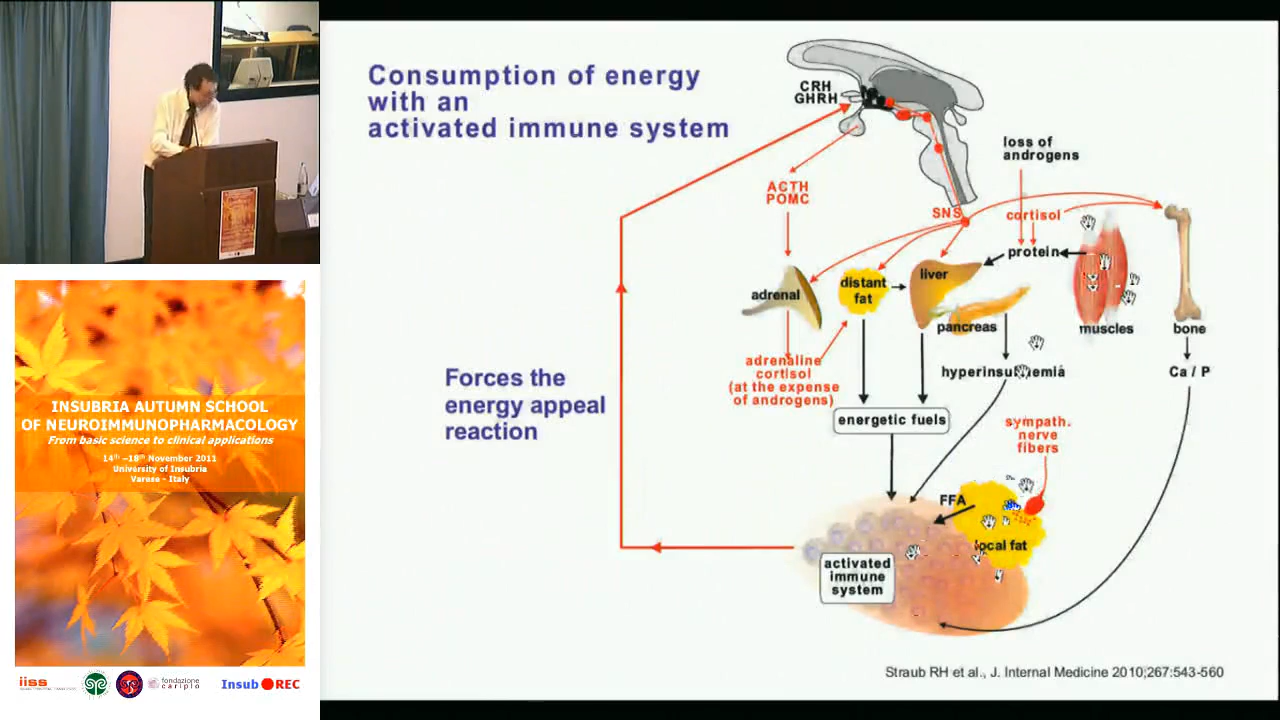 Consumption of energy
with an
activated immune system
CRH
GHRH
loss of
androgens
ACTH
POMC
SNS
cortisol
protein
liver
distant
fat
adrenal
pancreas
muscles
bone
adrenaline
cortisol
(at the expense
of androgens)
hyperinsulinemia
Ca / P
Forces the
energy appeal
reaction
energetic fuels
sympath.
nerve
fibers
FFA
local fat
activated
immune
system
Straub RH et al., J. Internal Medicine 2010;267:543-560
INSUBRIA AUTUMN SCHOOL
OF NEUROIMMUNOPHARMACOLOGY
From basic science to clinical applications
14th –18th November 2011
University of Insubria
Varese - Italy
iiss
fondazione
cariplo
Insub REC